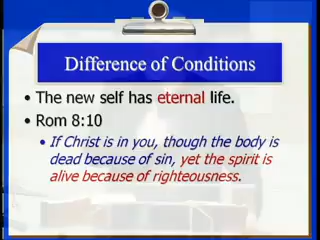 Difference of Conditions
• The new self has eternal life.
• Rom 8:10
• If Christ is in you, though the body is
dead because of sin, yet the spirit is
alive because of righteousness.